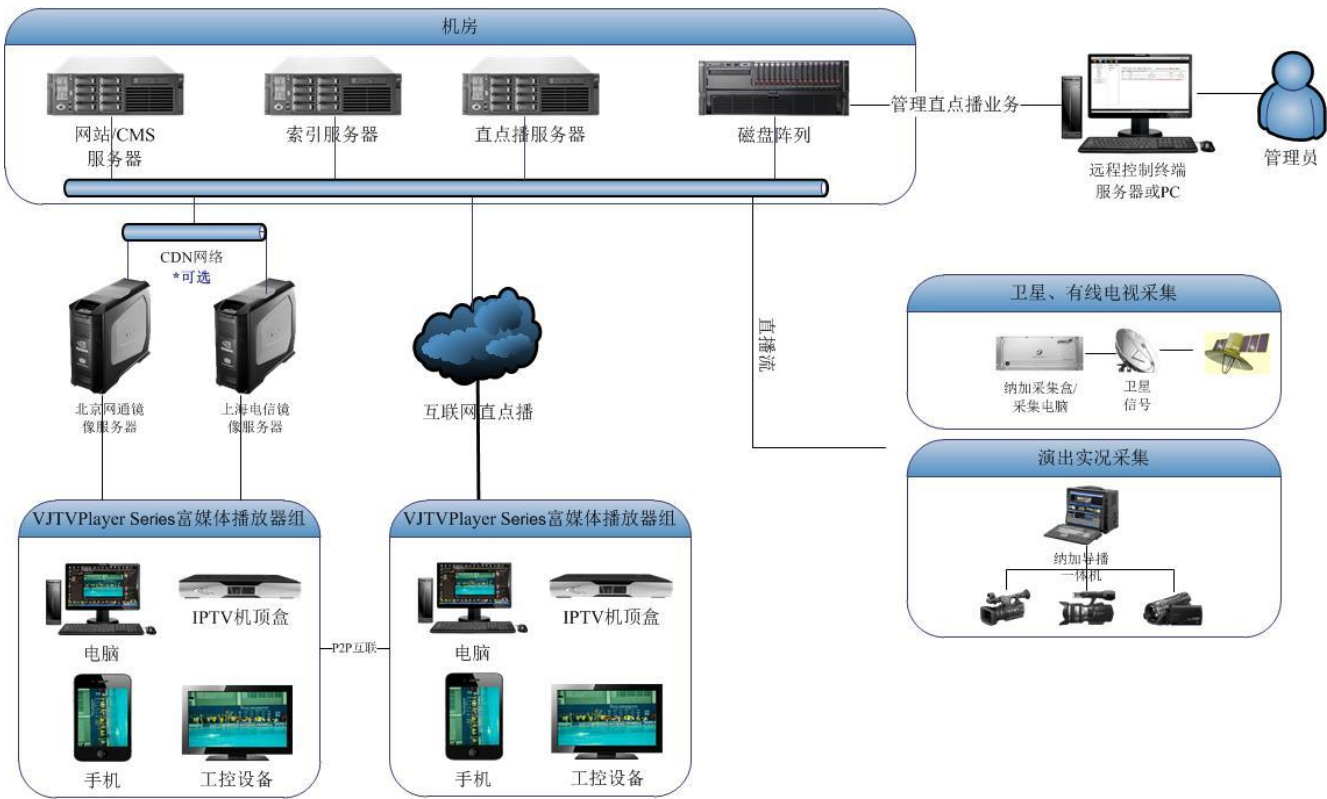 机房
网站/CMS
服务器
索引服务器
直点播服务器
磁盘阵列
管理直点播业务
远程控制终端
服务器或PC
管理员
CDN网络
*可选
北京网通镜
像服务器
上海电信镜
像服务器
互联网直点播
直播流
卫星、有线电视采集
纳加采集盒/
采集电脑
卫星
信号
演出实况采集
纳加导播
一体机
VJTVPlayer Series富媒体播放器组
电脑
IPTV机顶盒
手机
工控设备
P2P互联
VJTVPlayer Series富媒体播放器组
电脑
IPTV机顶盒
手机
工控设备